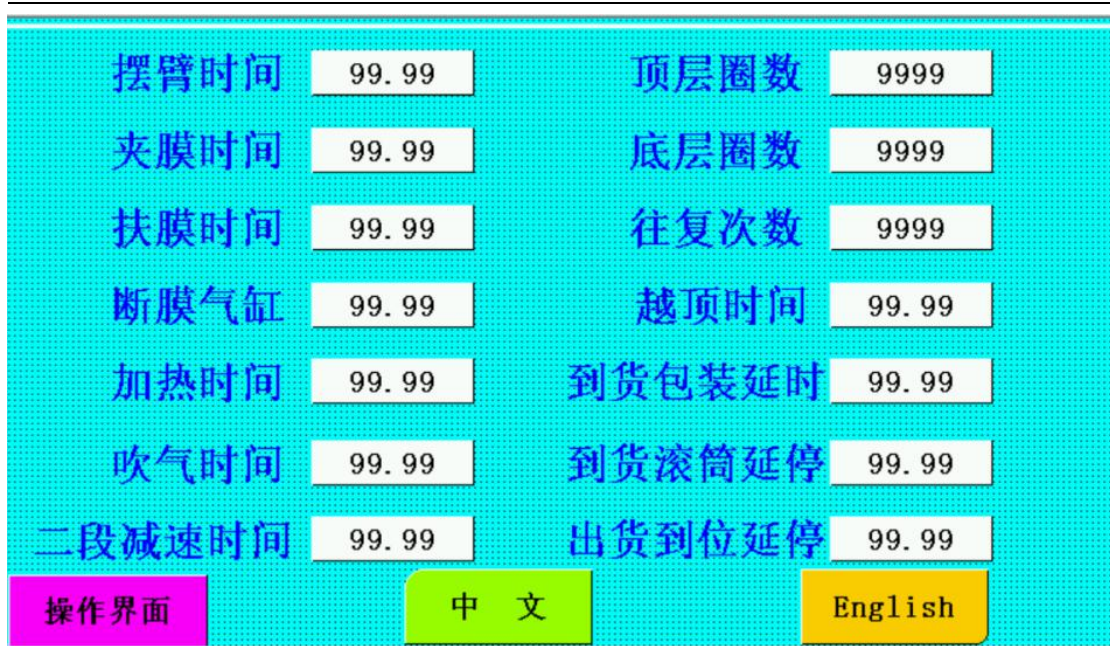 摆臂时间 99.99 顶层圈数 9999
夹膜时间 99.99 底层圈数 9999
扶膜时间 99.99 往复次数 9999
断膜气缸 99.99 越顶时间 99.99
加热时间 99.99 到货包装延时 99.99
吹气时间 99.99 到货滚筒延停 99.99
二段减速时间 99.99 出货到位延停 99.99
操作界面 中 文 English